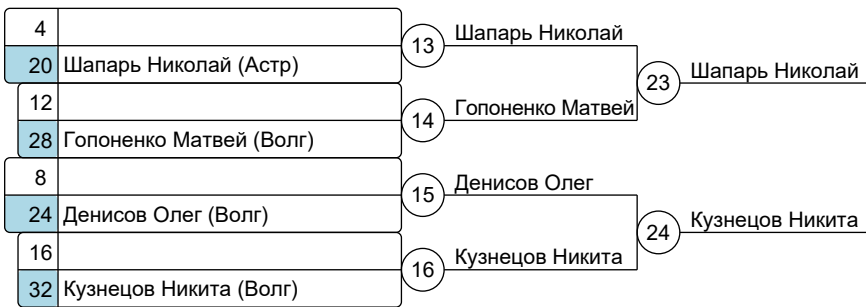 4
13
Шапарь Николай
20 Шапарь Николай (Астр)
23
Шапарь Николай
12
14
Гопоненко Матвей
28 Гопоненко Матвей (Волг)
8
15
Денисов Олег
24 Денисов Олег (Волг)
24
Кузнецов Никита
16
16
Кузнецов Никита
32 Кузнецов Никита (Волг)